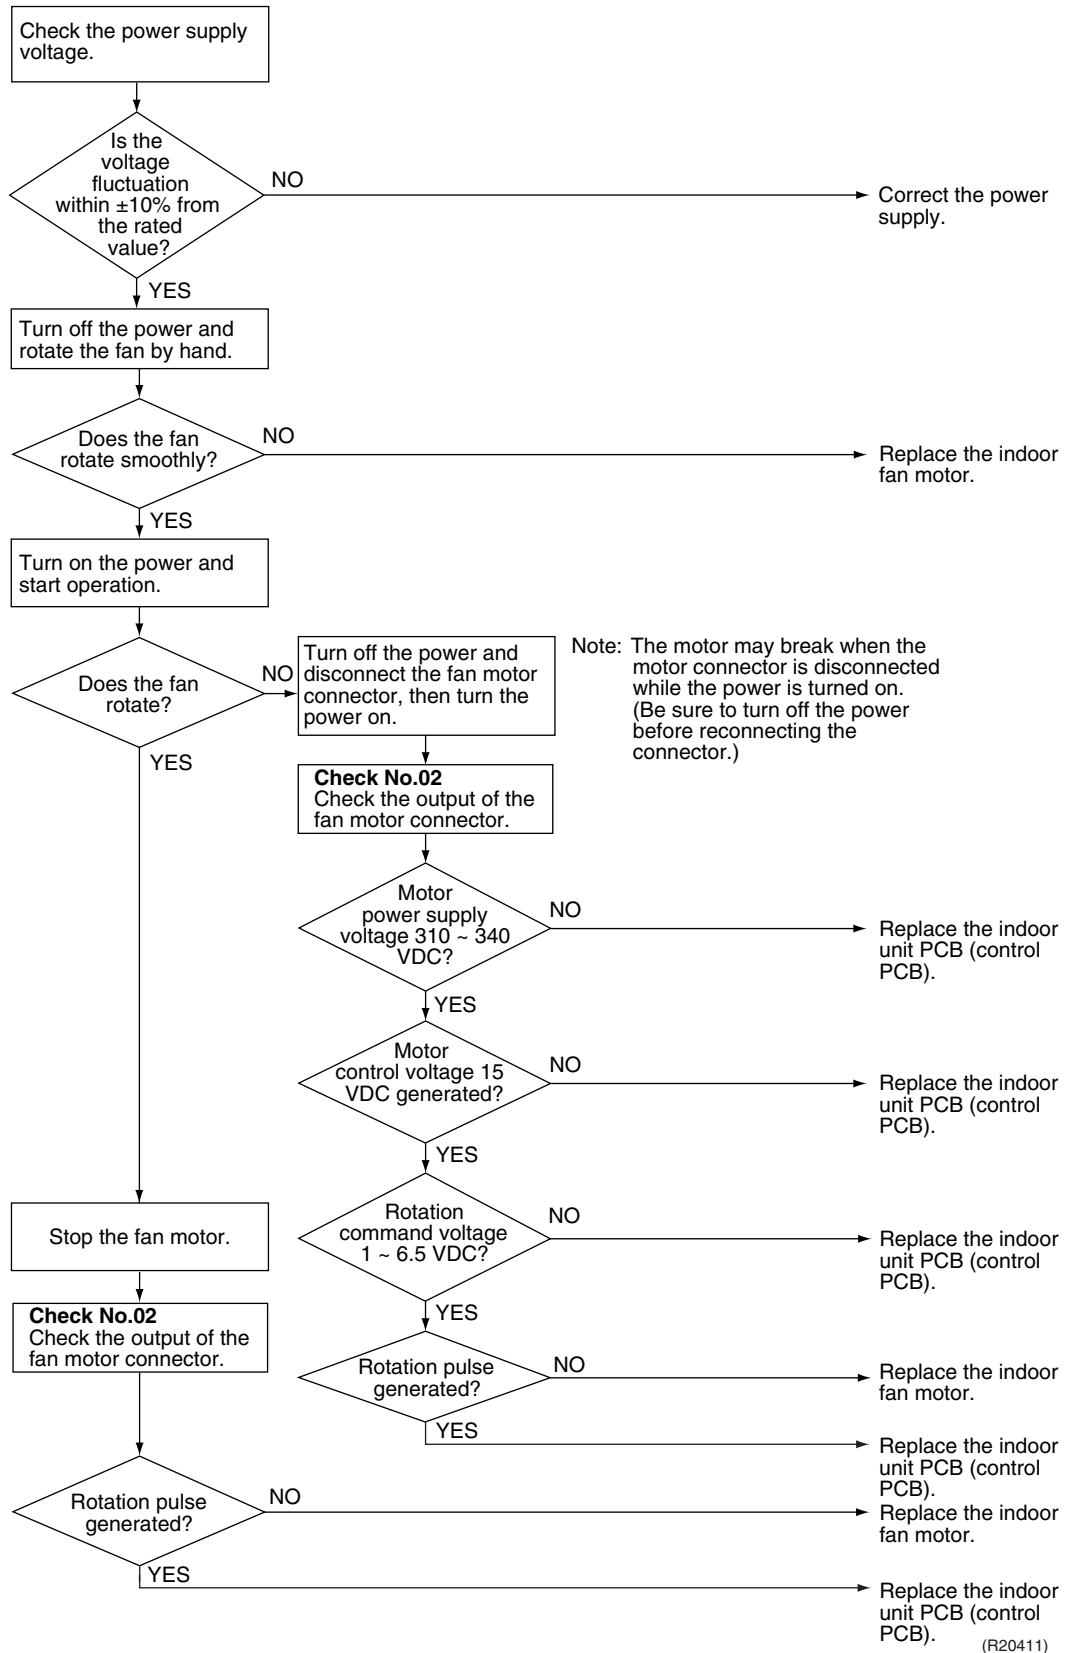 Check the power supply
voltage.
Is the
voltage
fluctuation
within ±10% from
the rated
value?
NO
Correct the power
supply.
YES
Turn off the power and
rotate the fan by hand.
Does the fan
rotate smoothly?
NO
Replace the indoor
fan motor.
YES
Turn on the power and
start operation.
Does the fan
rotate?
NO
Turn off the power and
disconnect the fan motor
connector, then turn the
power on.
Note: The motor may break when the
motor connector is disconnected
while the power is turned on.
(Be sure to turn off the power
before reconnecting the
connector.)
YES
Check No.02
Check the output of the
fan motor connector.
Motor
power supply
voltage 310 ~ 340
VDC?
NO
Replace the indoor
unit PCB (control
PCB).
YES
Motor
control voltage 15
VDC generated?
NO
Replace the indoor
unit PCB (control
PCB).
YES
Rotation
command voltage
1 ~ 6.5 VDC?
NO
Replace the indoor
unit PCB (control
PCB).
YES
Rotation pulse
generated?
NO
Replace the indoor
fan motor.
YES
Replace the indoor
unit PCB (control
PCB).
Stop the fan motor.
Check No.02
Check the output of the
fan motor connector.
Rotation pulse
generated?
NO
Replace the indoor
fan motor.
YES
Replace the indoor
unit PCB (control
PCB).
(R20411)